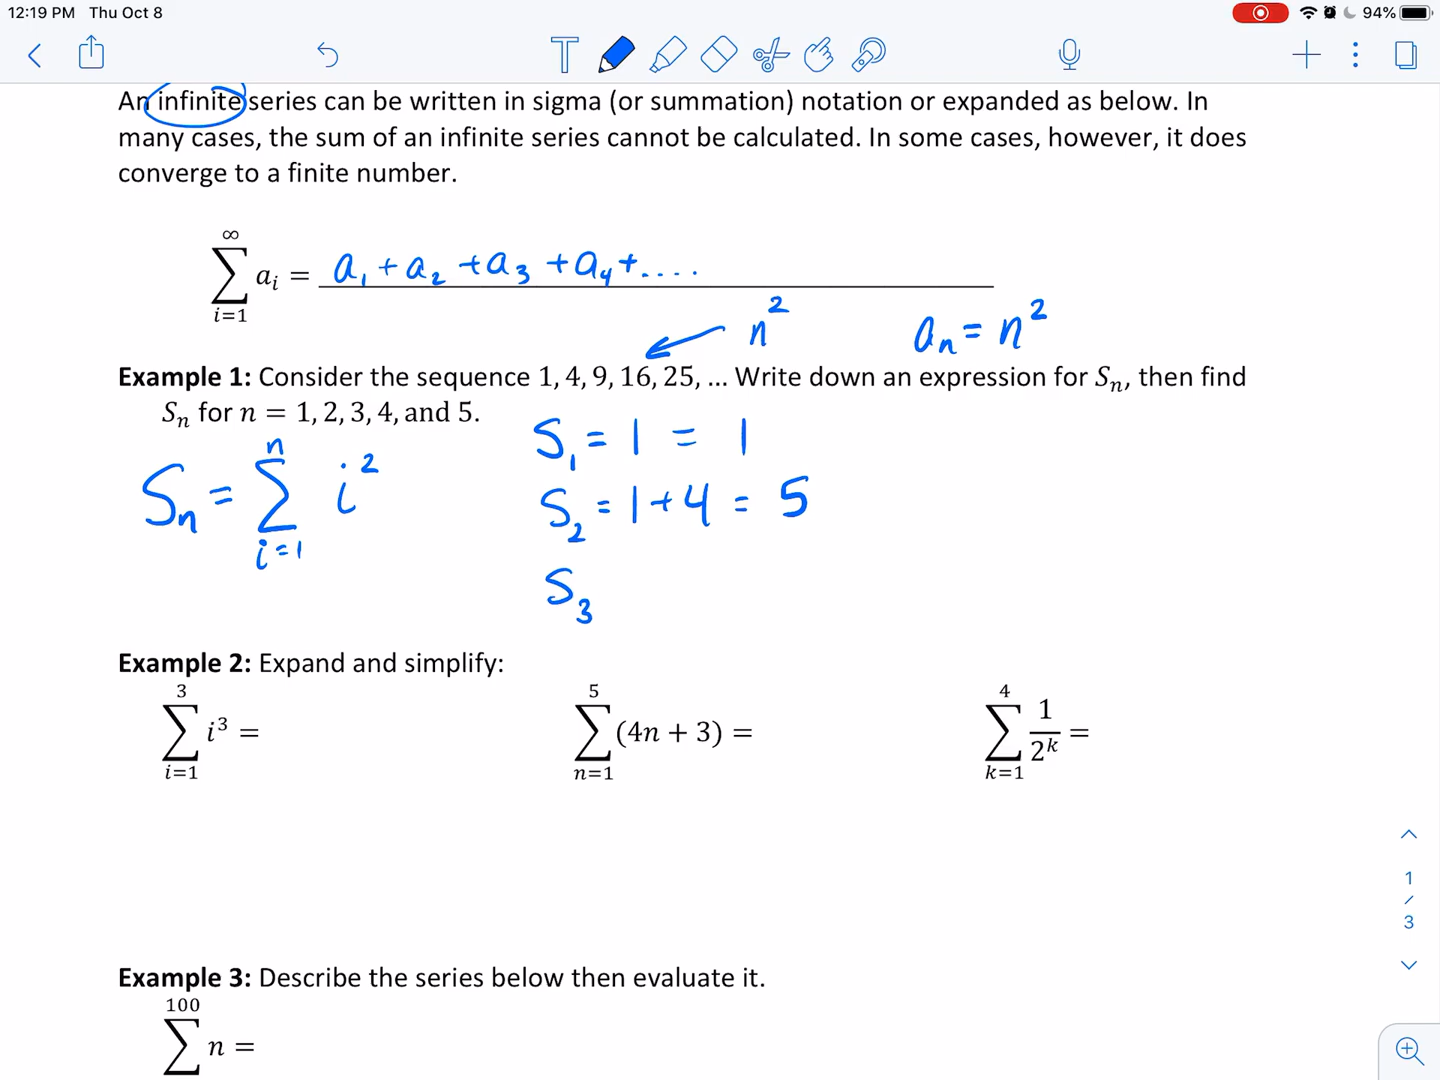 12:19 PM Thu Oct 8 94%
T
An infinite series can be written in sigma (or summation) notation or expanded as below. In
many cases, the sum of an infinite series cannot be calculated. In some cases, however, it does
converge to a finite number.
∞
∑ aᵢ = a₁ + a₂ + a₃ + a₄ + ....
i=1
n² aₙ = n²
Example 1: Consider the sequence 1, 4, 9, 16, 25, ... Write down an expression for Sₙ, then find
Sₙ for n = 1, 2, 3, 4, and 5.
S₁ = 1 = 1
n
Sₙ = ∑ i²
i=1
S₂ = 1+4 = 5
S₃
Example 2: Expand and simplify:
3 5 4
∑ i³ = ∑ (4n + 3) = ∑ 1/2ᵏ =
i=1 n=1 k=1
1
/
3
Example 3: Describe the series below then evaluate it.
100
∑ n =